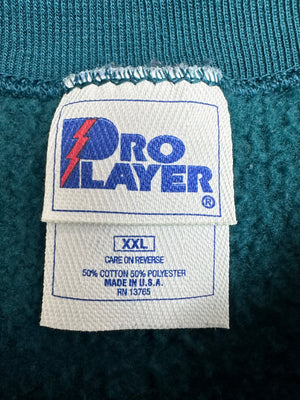 PRO
PLAYER®
XXL
CARE ON REVERSE
50% COTTON 50% POLYESTER
MADE IN U.S.A.
RN 13765